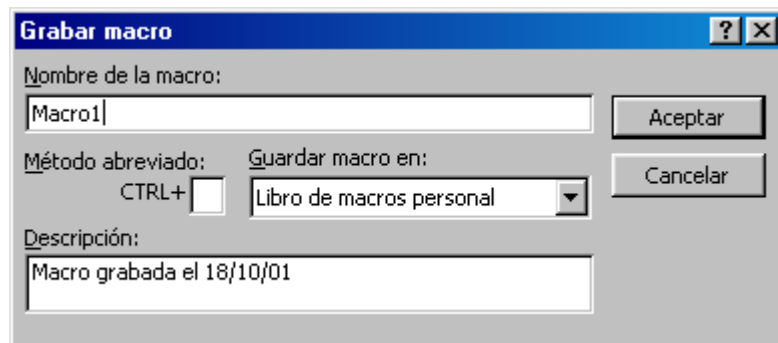 Grabar macro
Nombre de la macro:
Macro1
Aceptar
Método abreviado:
Guardar macro en:
CTRL+
Libro de macros personal
Cancelar
Descripción:
Macro grabada el 18/10/01